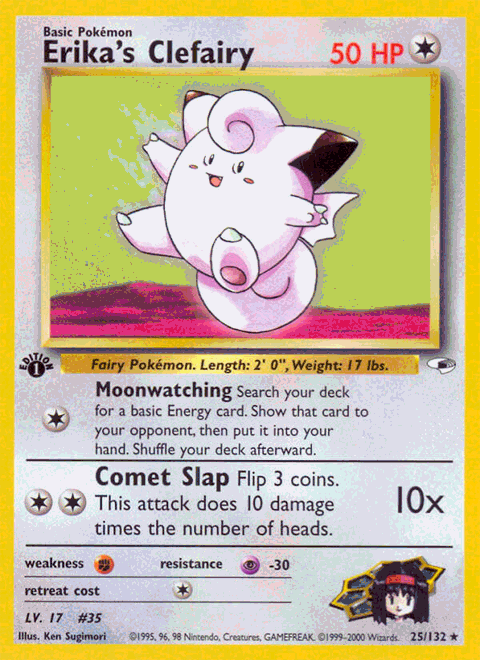 Basic Pokémon
Erika's Clefairy 50 HP
EDITION 1
Fairy Pokémon. Length: 2' 0", Weight: 17 lbs.
Moonwatching Search your deck
for a basic Energy card. Show that card to
your opponent, then put it into your
hand. Shuffle your deck afterward.
Comet Slap Flip 3 coins.
This attack does 10 damage
times the number of heads.
10x
weakness resistance -30
retreat cost
LV. 17 #35
Illus. Ken Sugimori ©1995, 96, 98 Nintendo, Creatures, GAMEFREAK. ©1999-2000 Wizards. 25/132 ★